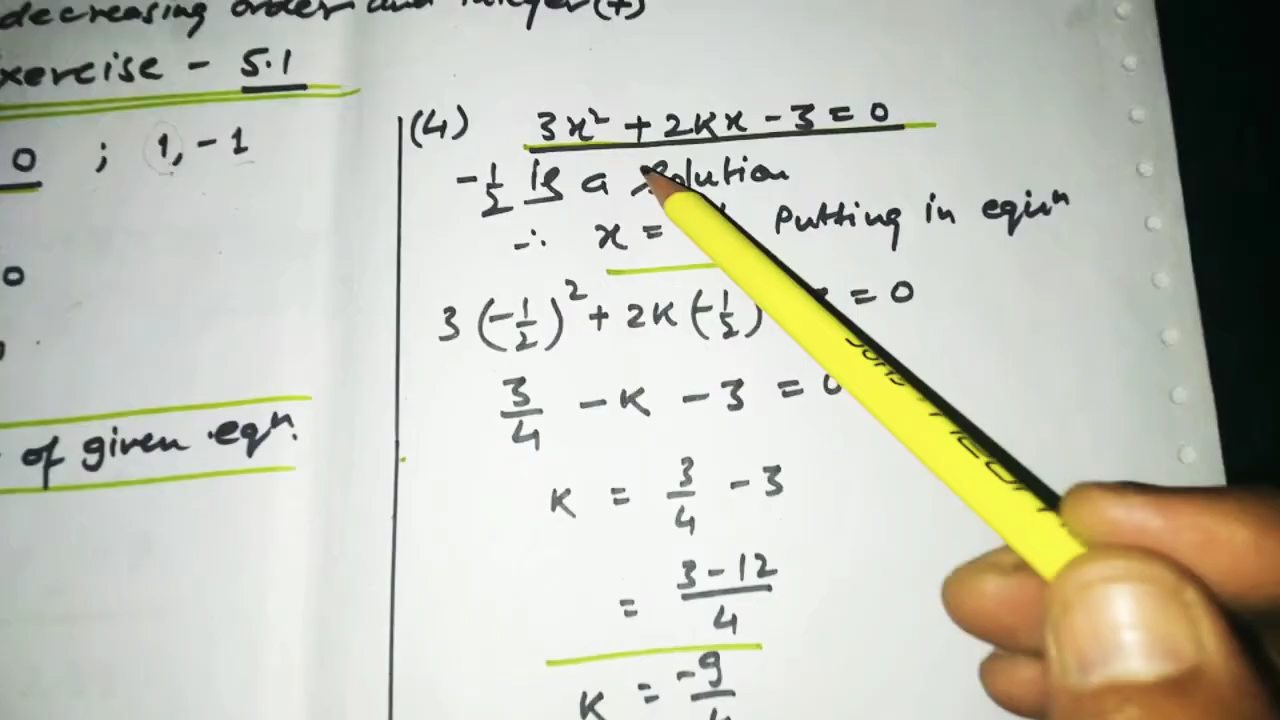 decreasing order and integer (+)
Exercise - 5.1
0 ; 1, -1
0
of given eqn.
(4) 3x² + 2kx - 3 = 0
-1/2 is a solution
∴ x = Putting in equn
3(-1/2)² + 2k(-1/2) = 0
3/4 - k - 3 = 0
k = 3/4 - 3
= 3-12/4
k = -9/4